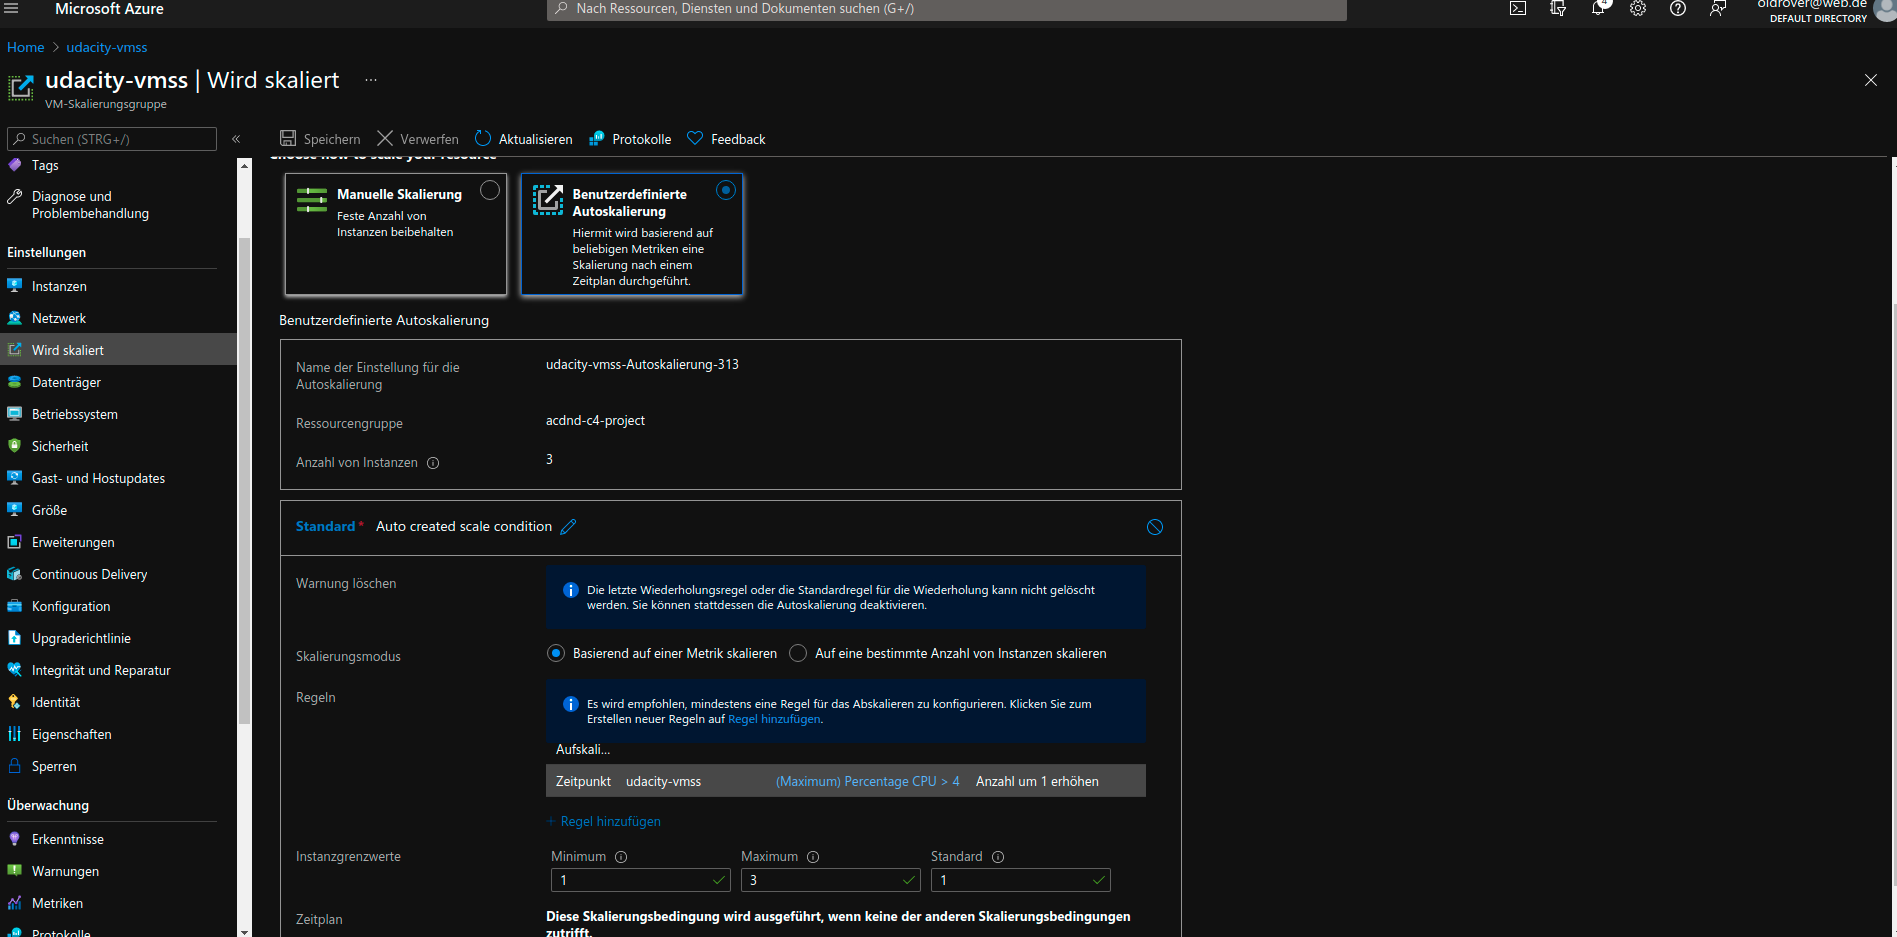 Microsoft Azure
Nach Ressourcen, Diensten und Dokumenten suchen (G+/)
4
oldrover@web.de
DEFAULT DIRECTORY
Home > udacity-vmss
udacity-vmss | Wird skaliert ...
VM-Skalierungsgruppe
Suchen (STRG+/)
«
Speichern
Verwerfen
Aktualisieren
Protokolle
Feedback
Tags
Diagnose und
Problembehandlung
Einstellungen
Instanzen
Netzwerk
Wird skaliert
Datenträger
Betriebssystem
Sicherheit
Gast- und Hostupdates
Größe
Erweiterungen
Continuous Delivery
Konfiguration
Upgraderichtlinie
Integrität und Reparatur
Identität
Eigenschaften
Sperren
Überwachung
Erkenntnisse
Warnungen
Metriken
Protokolle
Choose how to scale your resource
Manuelle Skalierung
Feste Anzahl von
Instanzen beibehalten
Benutzerdefinierte
Autoskalierung
Hiermit wird basierend auf
beliebigen Metriken eine
Skalierung nach einem
Zeitplan durchgeführt.
Benutzerdefinierte Autoskalierung
Name der Einstellung für die
Autoskalierung
udacity-vmss-Autoskalierung-313
Ressourcengruppe
acdnd-c4-project
Anzahl von Instanzen
3
Standard * Auto created scale condition
Warnung löschen
Die letzte Wiederholungsregel oder die Standardregel für die Wiederholung kann nicht gelöscht
werden. Sie können stattdessen die Autoskalierung deaktivieren.
Skalierungsmodus
Basierend auf einer Metrik skalieren
Auf eine bestimmte Anzahl von Instanzen skalieren
Regeln
Es wird empfohlen, mindestens eine Regel für das Abskalieren zu konfigurieren. Klicken Sie zum
Erstellen neuer Regeln auf Regel hinzufügen.
Aufskali...
Zeitpunkt udacity-vmss (Maximum) Percentage CPU > 4 Anzahl um 1 erhöhen
+ Regel hinzufügen
Instanzgrenzwerte
Minimum
Maximum
Standard
1
3
1
Zeitplan
Diese Skalierungsbedingung wird ausgeführt, wenn keine der anderen Skalierungsbedingungen
zutrifft.